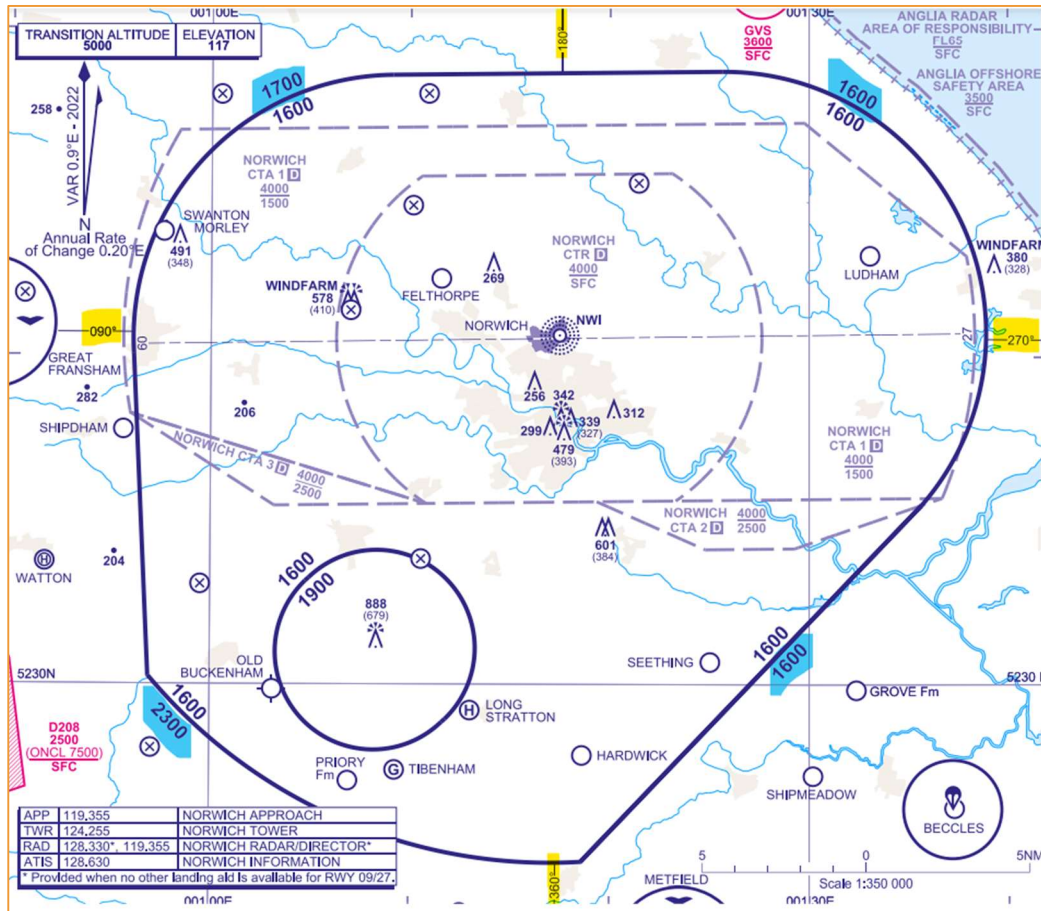 001 00E
001 30E
TRANSITION ALTITUDE
5000
ELEVATION
117
180°
GVS
3600
SFC
ANGLIA RADAR
AREA OF RESPONSIBILITY
FL65
SFC
ANGLIA OFFSHORE
SAFETY AREA
3500
SFC
258
1700
1600
1600
1600
VAR 0.9°E - 2022
N
Annual Rate
of Change 0.20°E
NORWICH
CTA 1 D
4000
1500
SWANTON
MORLEY
491
(348)
NORWICH
CTR D
4000
SFC
WINDFARM
380
(328)
LUDHAM
WINDFARM
578
(410)
FELTHORPE
269
NORWICH
NWI
090°
60
27
270°
GREAT
FRANSHAM
282
206
SHIPDHAM
256
342
312
339
(327)
299
479
(393)
NORWICH CTA 3 D 4000
2500
NORWICH
CTA 1 D
4000
1500
NORWICH
CTA 2 D
4000
2500
601
(384)
204
WATTON
H
1600
1900
888
(679)
OLD
BUCKENHAM
SEETHING
1600
1600
5230N
5230
GROVE Fm
1600
2300
H LONG
STRATTON
D208
2500
(ONCL 7500)
SFC
HARDWICK
PRIORY
Fm
G TIBENHAM
SHIPMEADOW
BECCLES
APP 119.355 NORWICH APPROACH
TWR 124.255 NORWICH TOWER
RAD 128.330*, 119.355 NORWICH RADAR/DIRECTOR*
ATIS 128.630 NORWICH INFORMATION
* Provided when no other landing aid is available for RWY 09/27.
360°
METFIELD
5 0 5NM
Scale 1:350 000
001 00E
001 30E